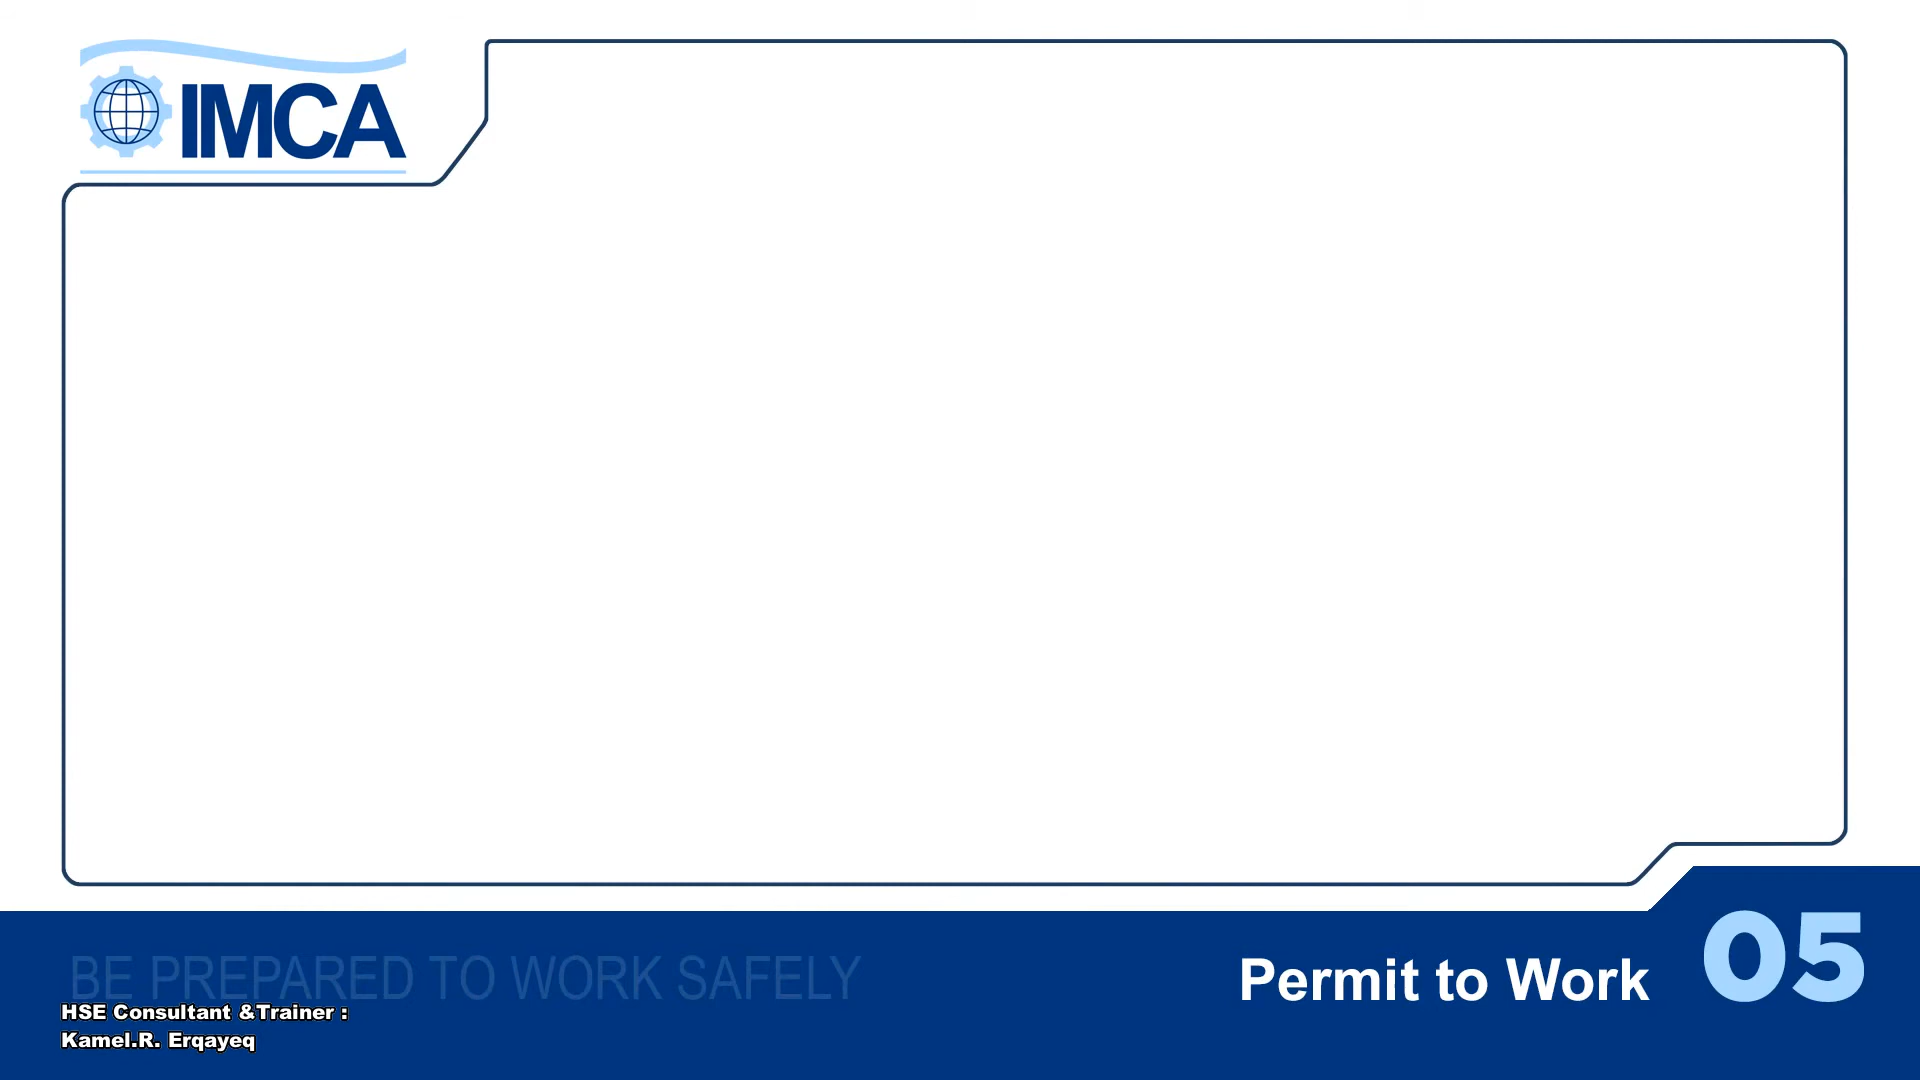 IMCA
BE PREPARED TO WORK SAFELY
Permit to Work
05
HSE Consultant &Trainer :
Kamel.R. Erqayeq